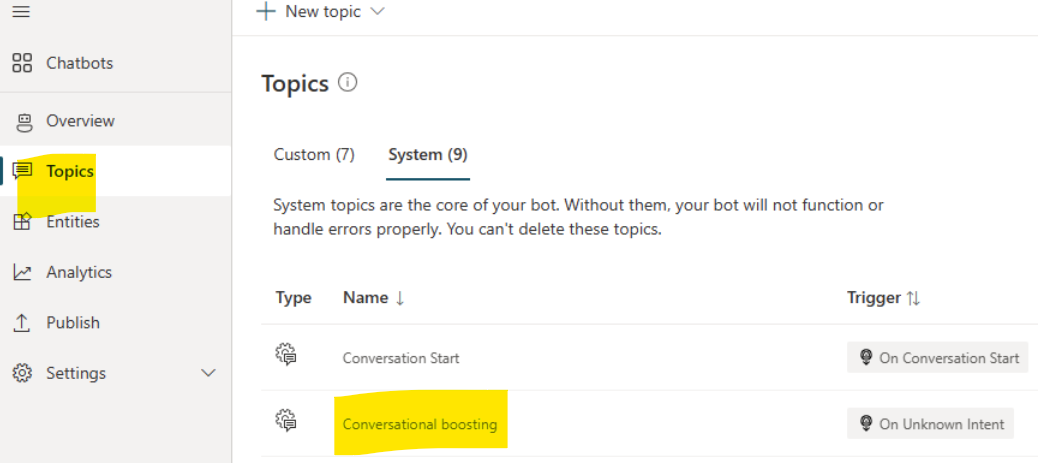 New topic
Chatbots
Topics
Overview
Custom (7) System (9)
Topics
System topics are the core of your bot. Without them, your bot will not function or
handle errors properly. You can't delete these topics.
Entities
Analytics
Type Name ↓ Trigger ↑↓
Publish
Conversation Start On Conversation Start
Settings
Conversational boosting On Unknown Intent